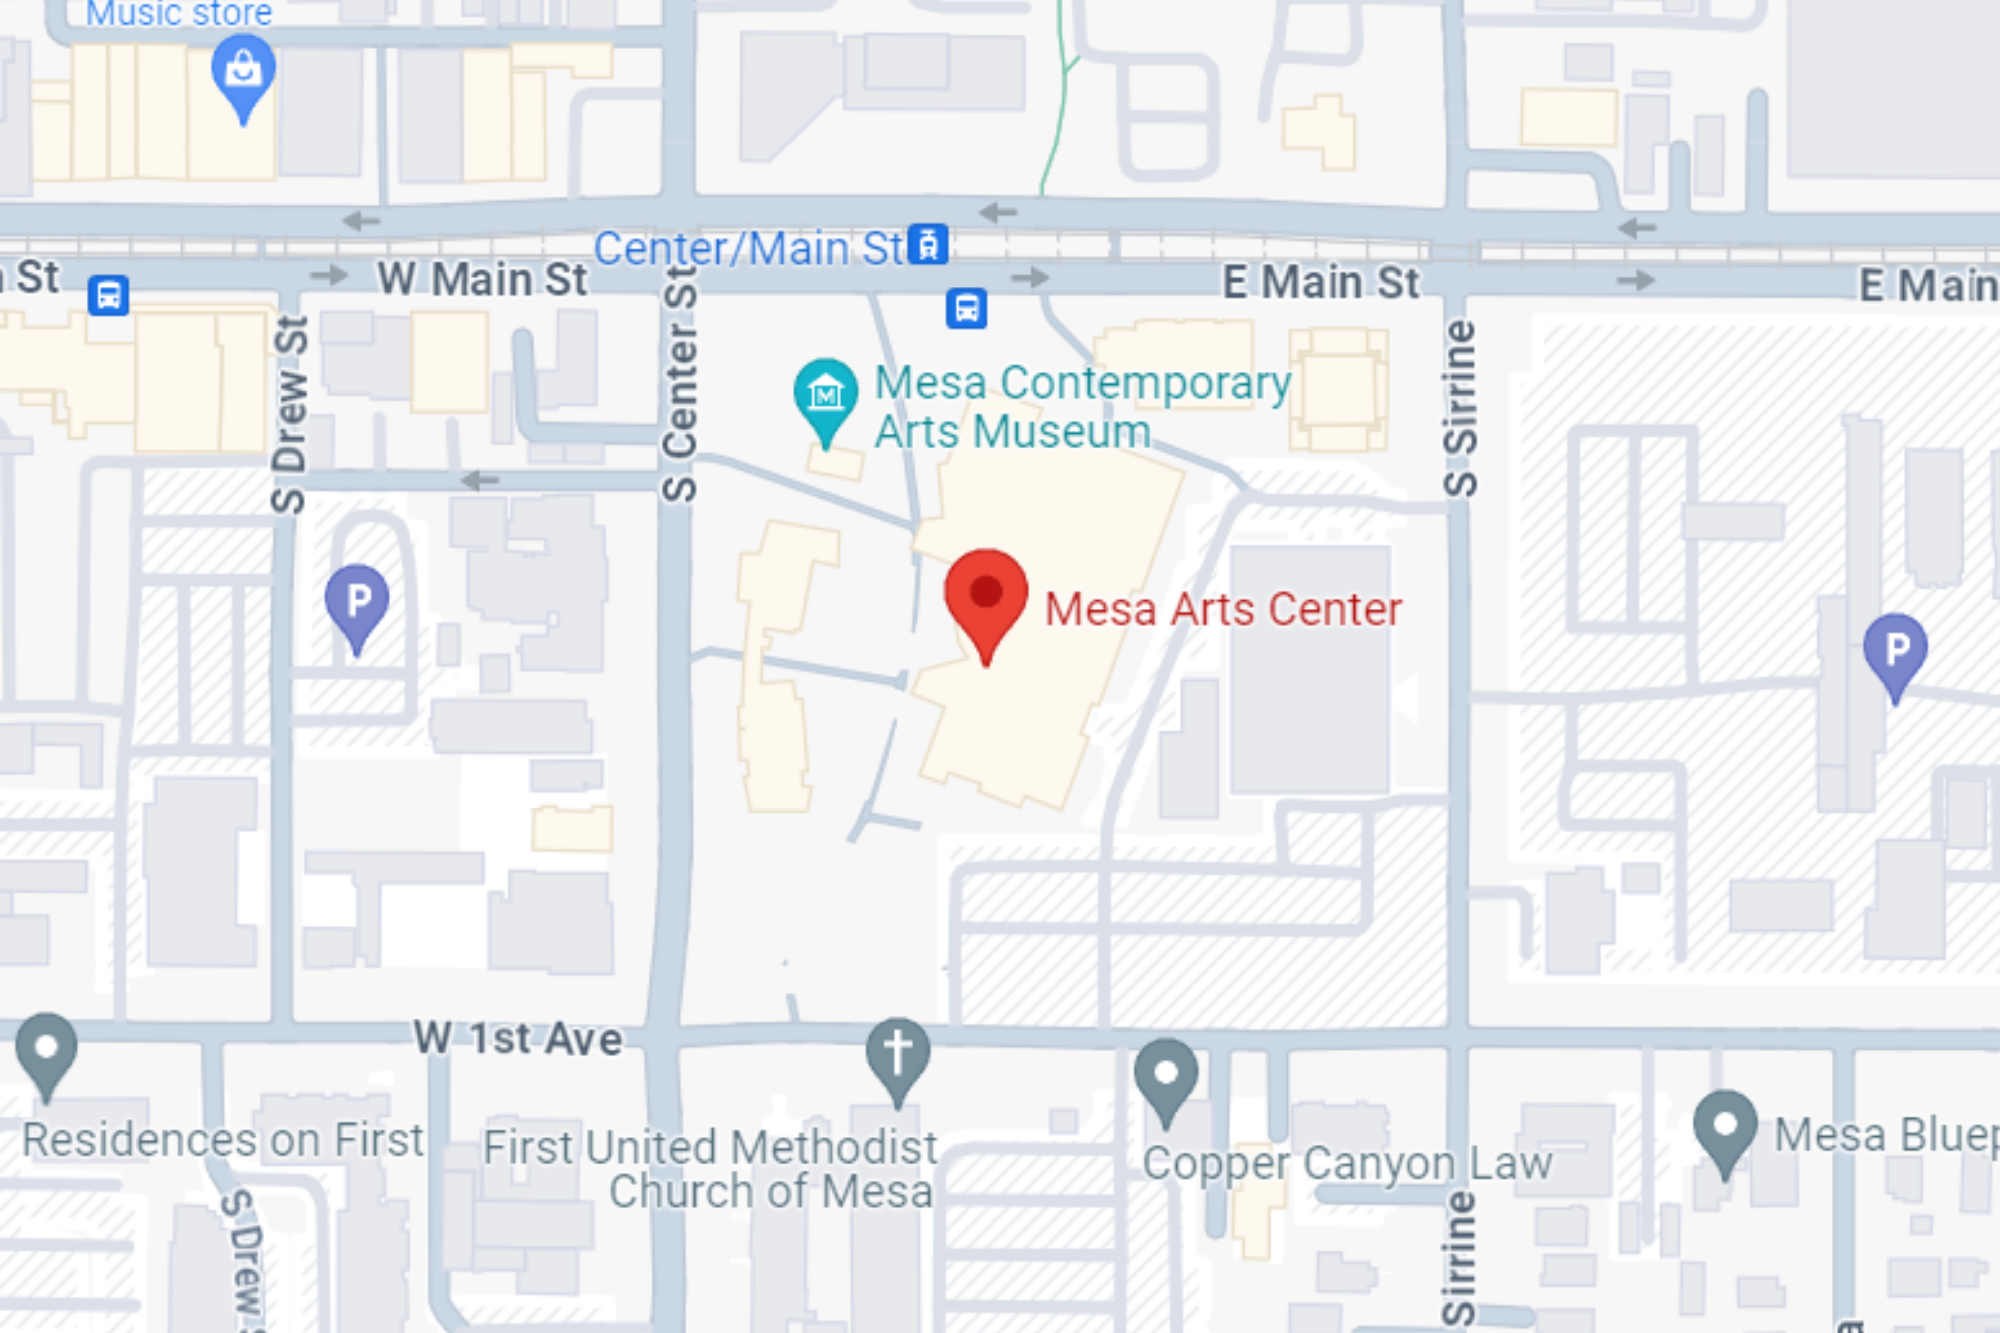 Music store
Center/Main St
St
W Main St
E Main St
E Main
S Drew St
S Center St
S Sirrine
Mesa Contemporary
Arts Museum
P
Mesa Arts Center
P
W 1st Ave
Residences on First
First United Methodist
Church of Mesa
Copper Canyon Law
Mesa Bluep
S Drew S
Sirrine